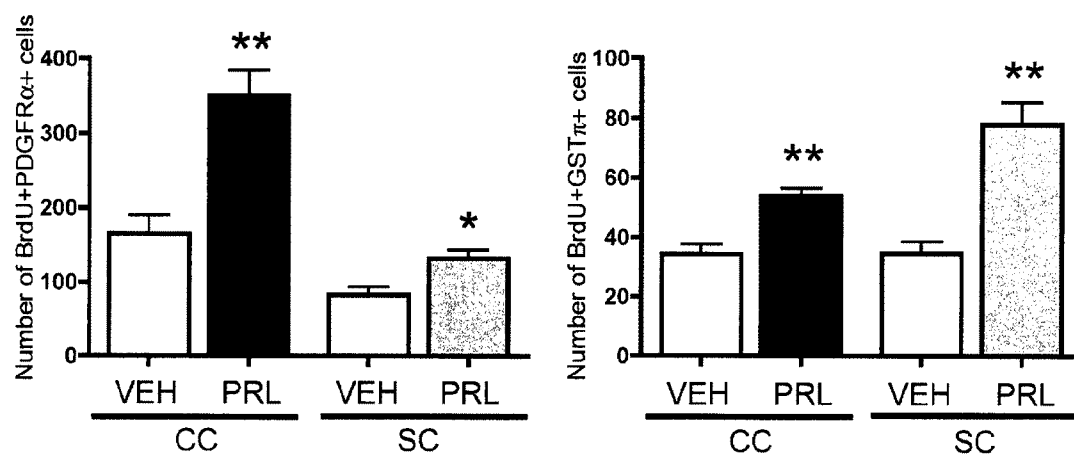 Number of BrdU+PDGFRα+ cells
400
300
200
100
0
**
*
VEH PRL VEH PRL
CC SC
Number of BrdU+GSTπ+ cells
100
80
60
40
20
0
**
**
VEH PRL VEH PRL
CC SC